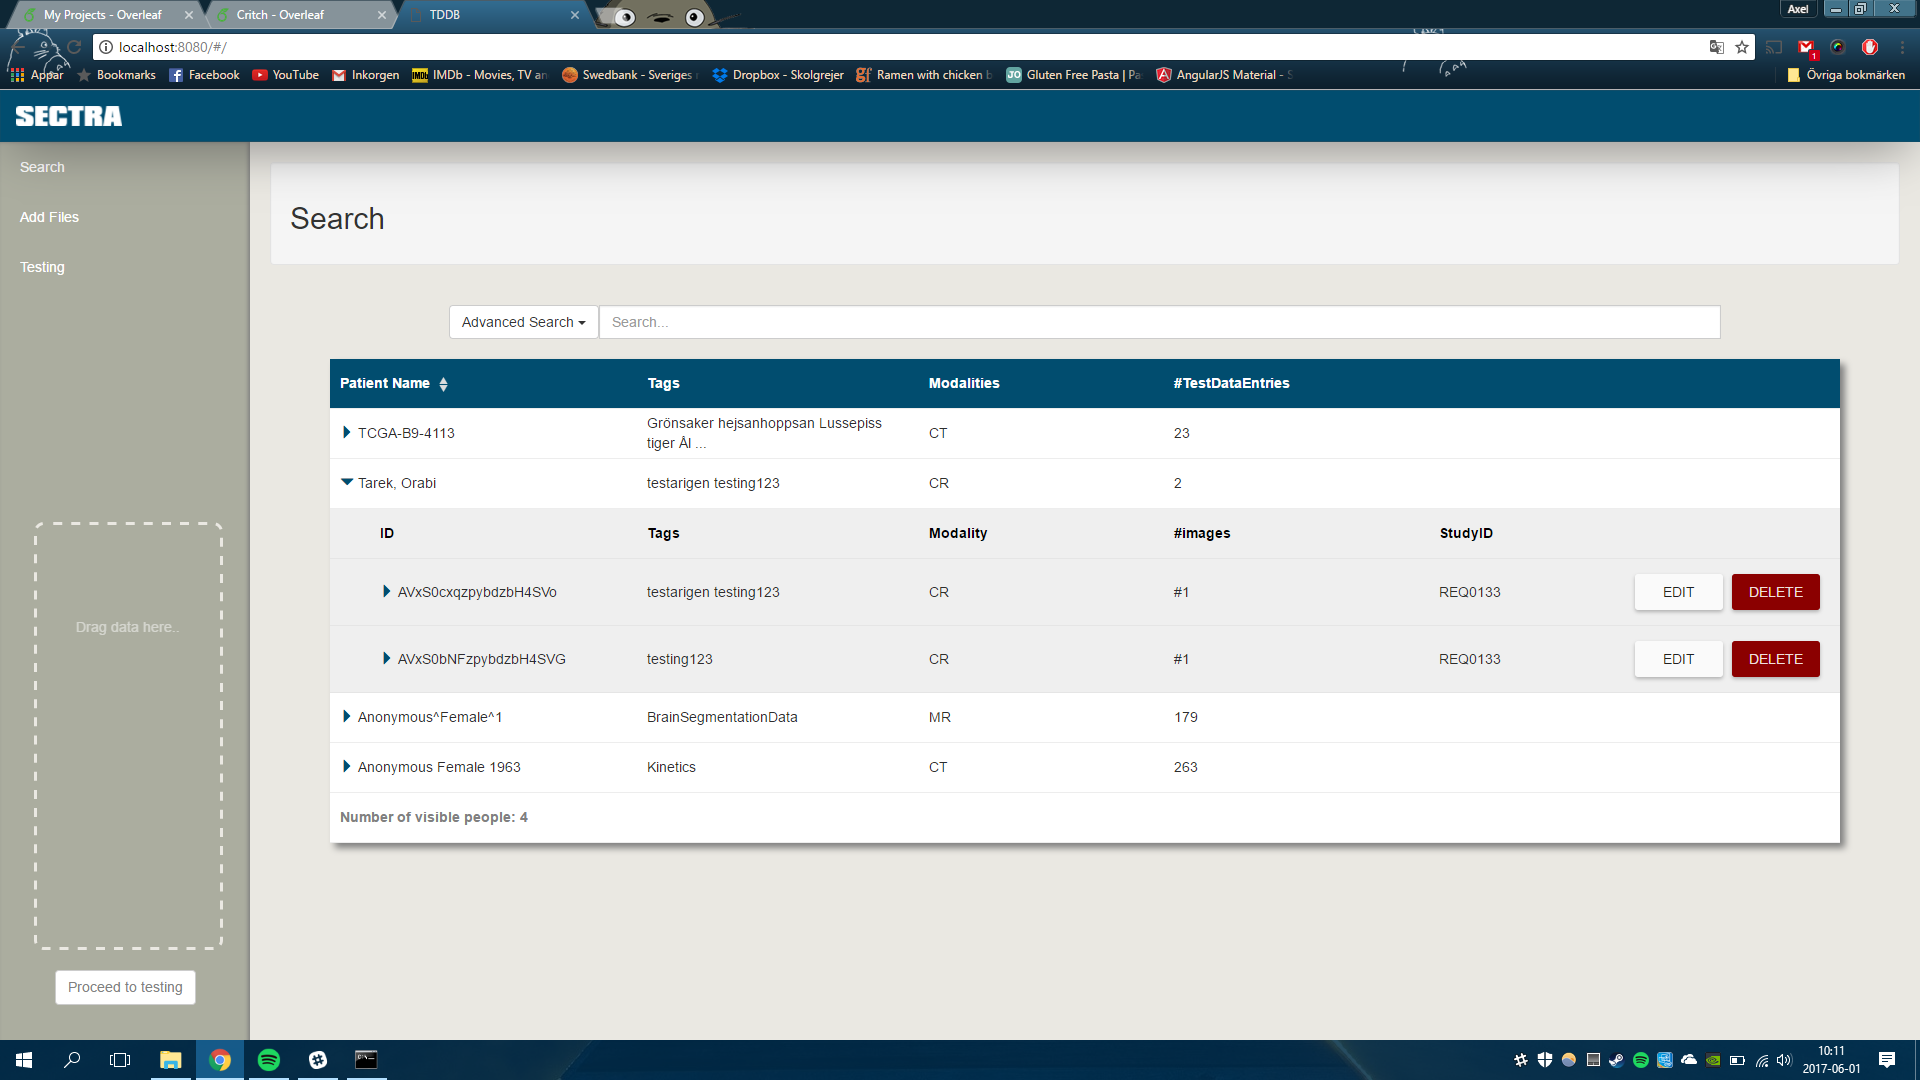 My Projects - Overleaf
Critch - Overleaf
TDDB
Axel
localhost:8080/#/
Appar
Bookmarks
Facebook
YouTube
Inkorgen
IMDb - Movies, TV an
Swedbank - Sveriges
Dropbox - Skolgrejer
Ramen with chicken b
Gluten Free Pasta | Pa
AngularJS Material - S
Övriga bokmärken
SECTRA
Search
Add Files
Testing
Drag data here..
Proceed to testing
Search
Advanced Search
Search...
Patient Name Tags Modalities #TestDataEntries
TCGA-B9-4113 Grönsaker hejsanhoppsan Lussepiss CT 23
tiger Ål ...
Tarek, Orabi testarigen testing123 CR 2
ID Tags Modality #images StudyID
AVxS0cxqzpybdzbH4SVo testarigen testing123 CR #1 REQ0133 EDIT DELETE
AVxS0bNFzpybdzbH4SVG testing123 CR #1 REQ0133 EDIT DELETE
Anonymous^Female^1 BrainSegmentationData MR 179
Anonymous Female 1963 Kinetics CT 263
Number of visible people: 4
10:11
2017-06-01